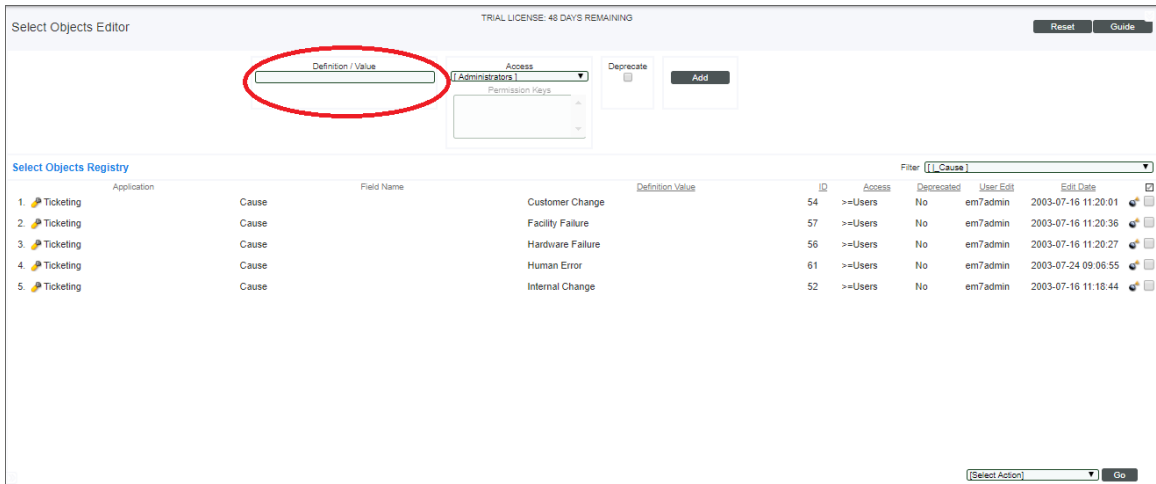 TRIAL LICENSE: 48 DAYS REMAINING
Select Objects Editor
Reset
Guide
Definition / Value
Access
Deprecate
[ Administrators ]
Add
Permission Keys
Select Objects Registry
Filter [ |_Cause ]
Application Field Name Definition Value ID Access Deprecated User Edit Edit Date
1. Ticketing Cause Customer Change 54 >=Users No em7admin 2003-07-16 11:20:01
2. Ticketing Cause Facility Failure 57 >=Users No em7admin 2003-07-16 11:20:36
3. Ticketing Cause Hardware Failure 56 >=Users No em7admin 2003-07-16 11:20:27
4. Ticketing Cause Human Error 61 >=Users No em7admin 2003-07-24 09:06:55
5. Ticketing Cause Internal Change 52 >=Users No em7admin 2003-07-16 11:18:44
[Select Action]
Go